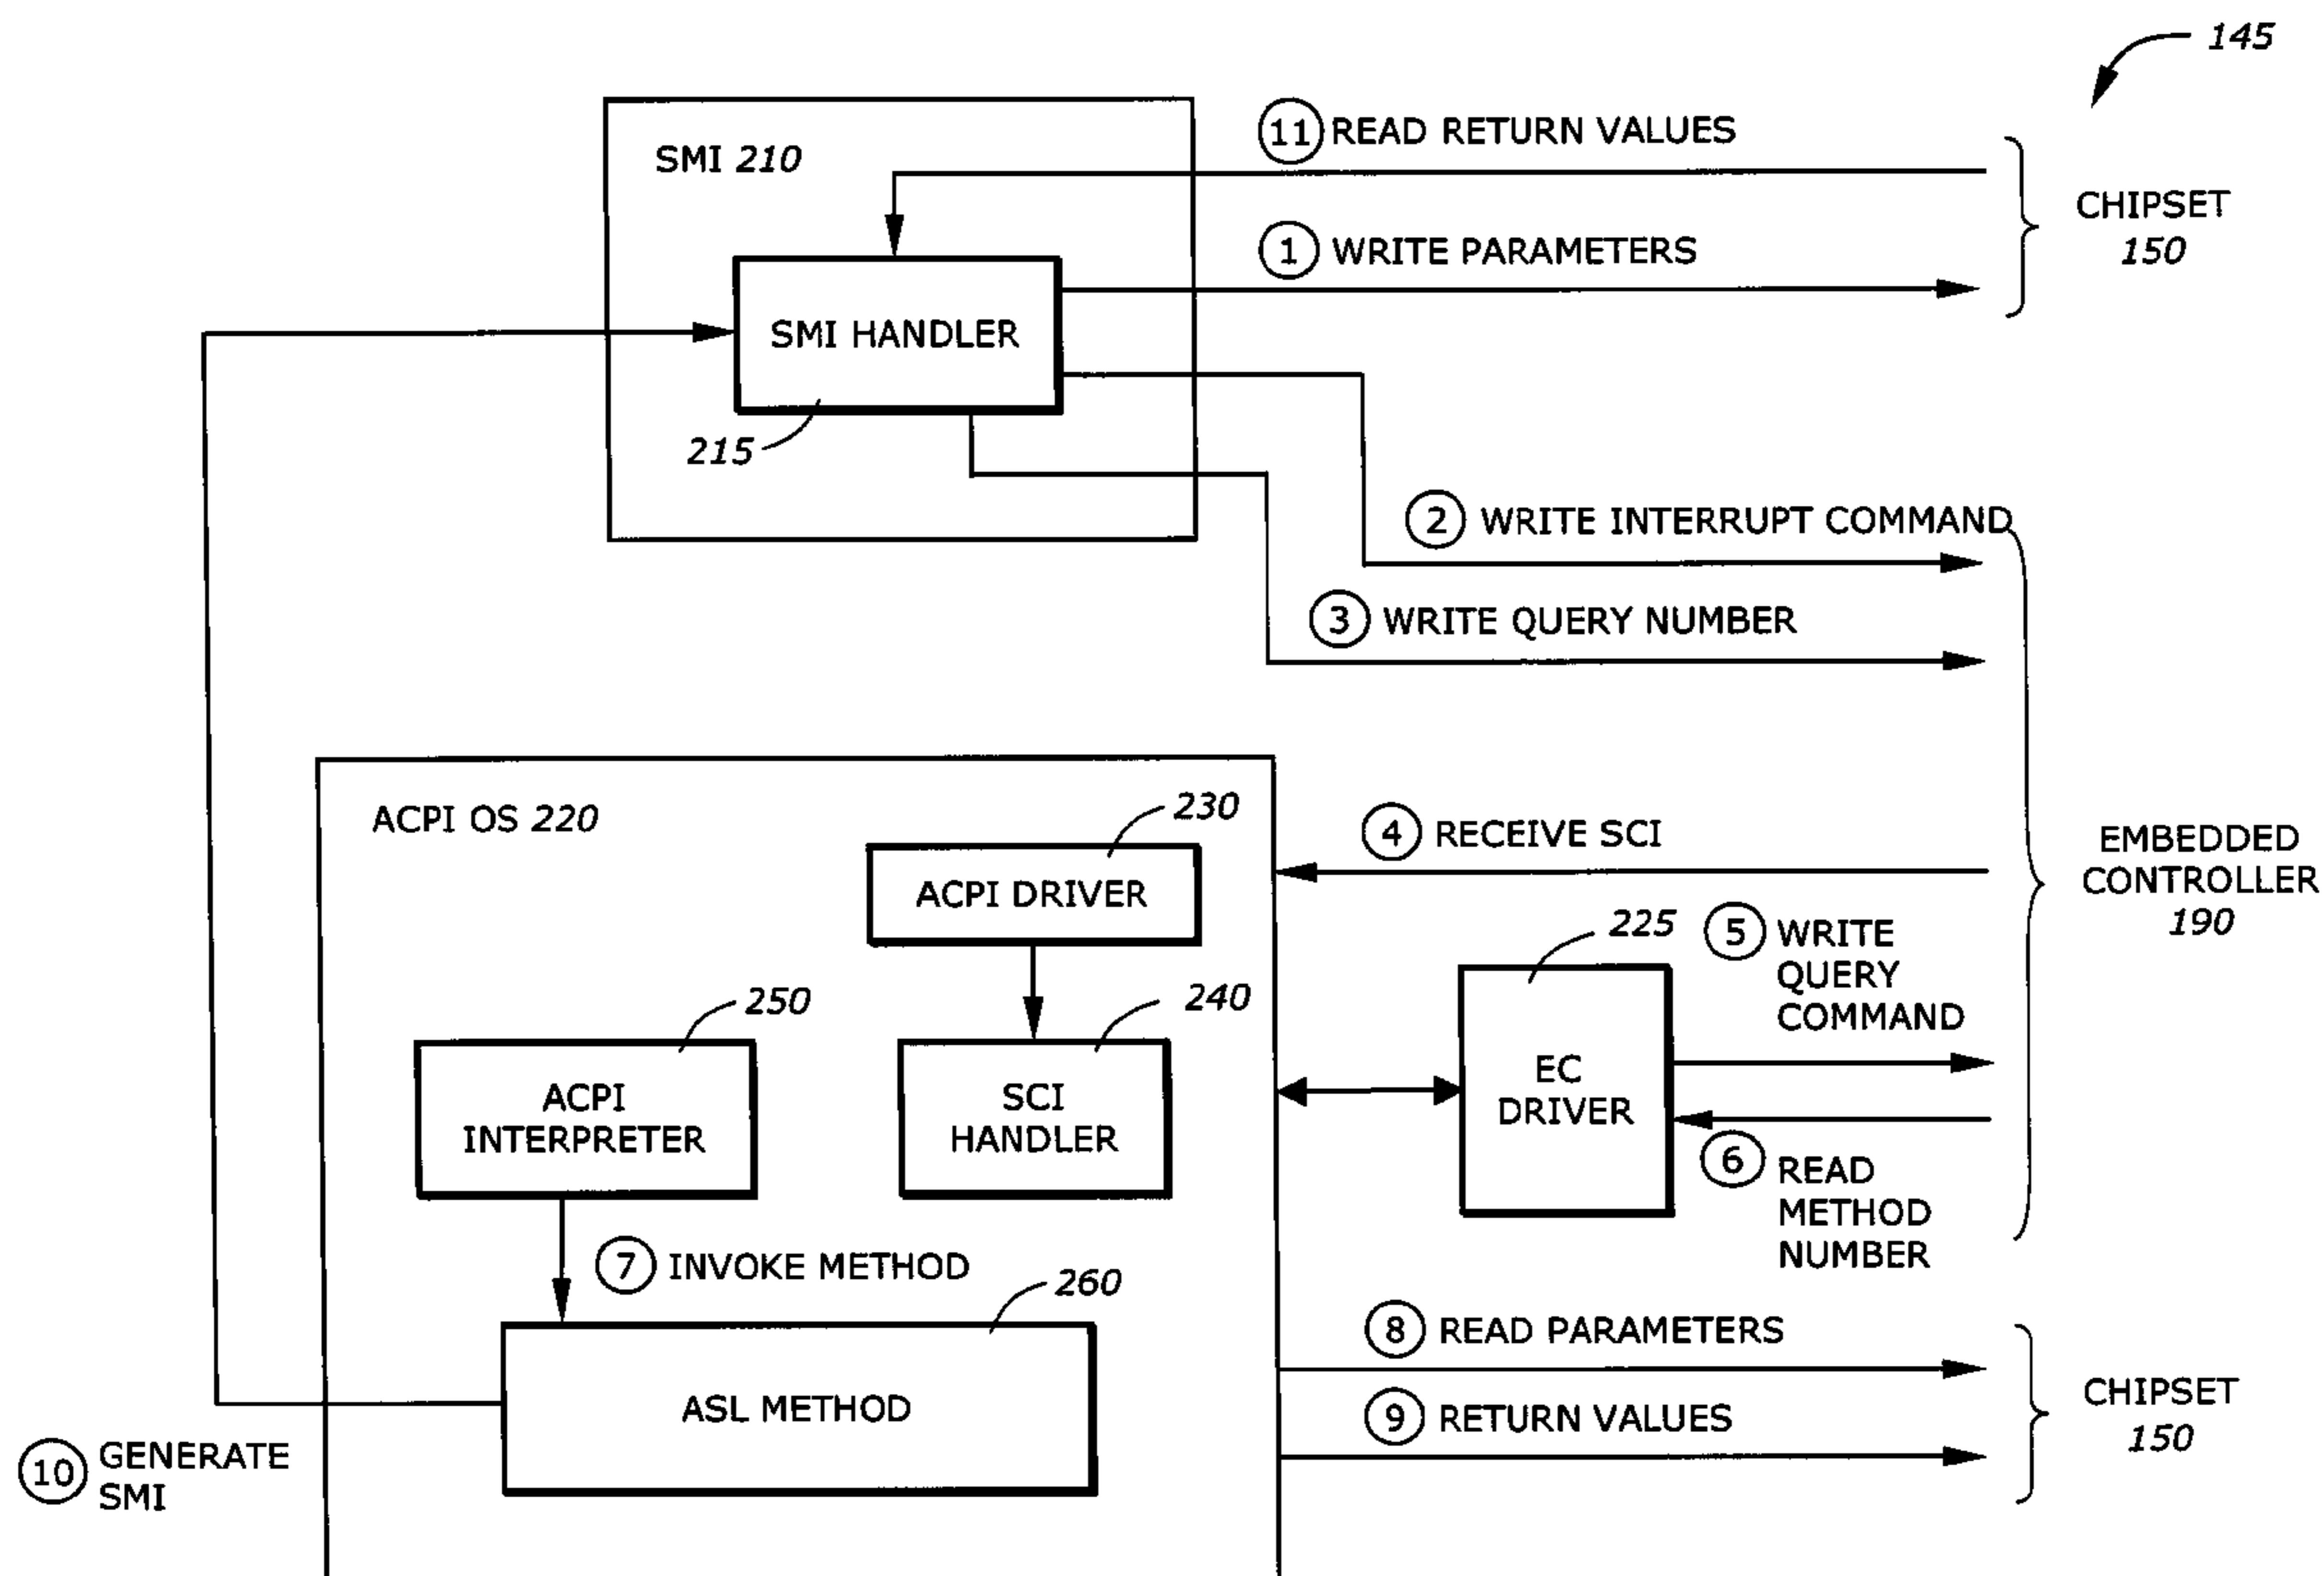 145
11 READ RETURN VALUES
SMI 210
CHIPSET
150
1 WRITE PARAMETERS
SMI HANDLER
215
2 WRITE INTERRUPT COMMAND
3 WRITE QUERY NUMBER
ACPI OS 220
230
4 RECEIVE SCI
ACPI DRIVER
EMBEDDED
CONTROLLER
190
225
5 WRITE
QUERY
COMMAND
250
240
EC
DRIVER
ACPI
INTERPRETER
SCI
HANDLER
6 READ
METHOD
NUMBER
7 INVOKE METHOD
260
8 READ PARAMETERS
ASL METHOD
9 RETURN VALUES
CHIPSET
150
10 GENERATE
SMI